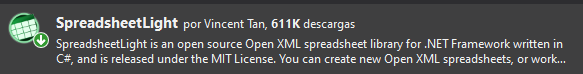 SpreadsheetLight por Vincent Tan, 611K descargas
SpreadsheetLight is an open source Open XML spreadsheet library for .NET Framework written in
C#, and is released under the MIT License. You can create new Open XML spreadsheets, or work...